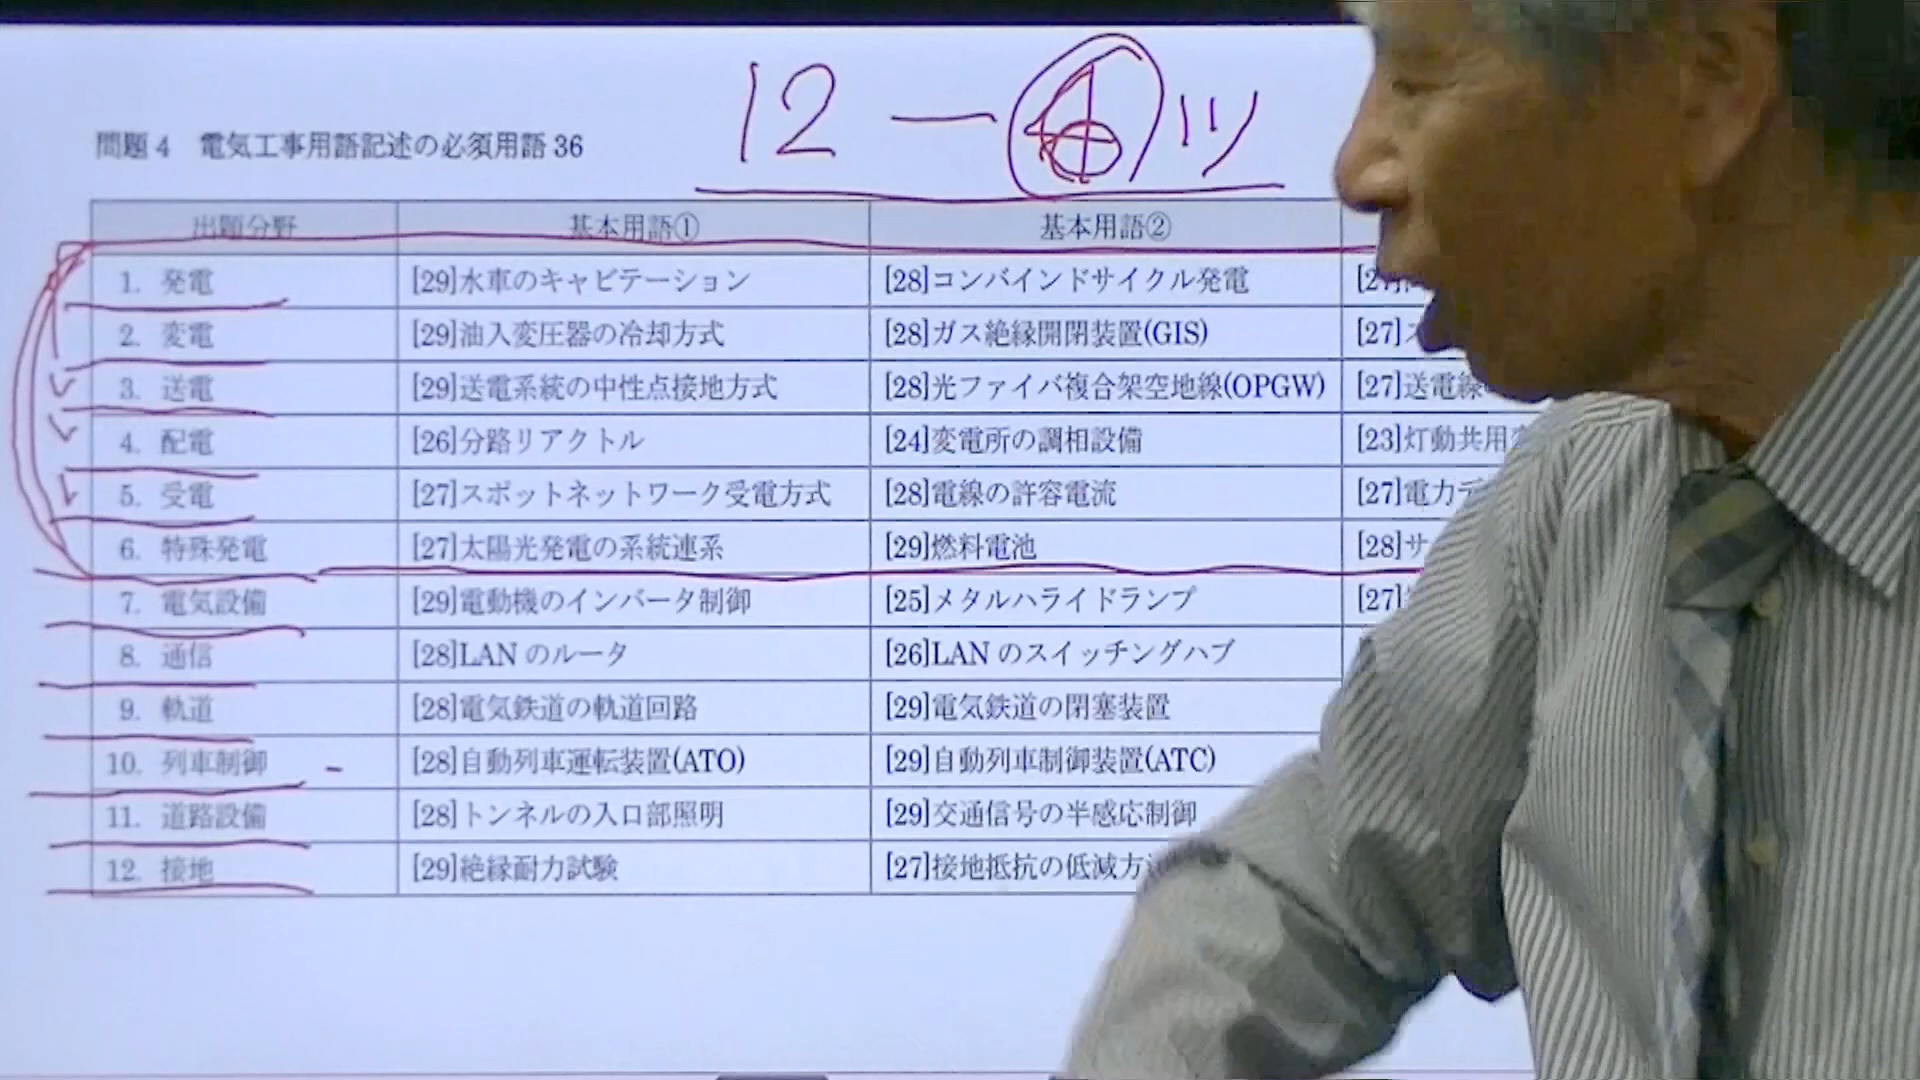 12 ー
問題 4 電気工事用語記述の必須用語 36
出題分野 基本用語① 基本用語②
1. 発電 [29]水車のキャビテーション [28]コンバインドサイクル発電
2. 変電 [29]油入変圧器の冷却方式 [28]ガス絶縁開閉装置(GIS) [27]
3. 送電 [29]送電系統の中性点接地方式 [28]光ファイバ複合架空地線(OPGW) [27]送電線
4. 配電 [26]分路リアクトル [24]変電所の調相設備 [23]灯動共用
5. 受電 [27]スポットネットワーク受電方式 [28]電線の許容電流 [27]電力デ
6. 特殊発電 [27]太陽光発電の系統連系 [29]燃料電池 [28]サ
7. 電気設備 [29]電動機のインバータ制御 [25]メタルハライドランプ [27]
8. 通信 [28]LAN のルータ [26]LAN のスイッチングハブ
9. 軌道 [28]電気鉄道の軌道回路 [29]電気鉄道の閉塞装置
10. 列車制御 [28]自動列車運転装置(ATO) [29]自動列車制御装置(ATC)
11. 道路設備 [28]トンネルの入口部照明 [29]交通信号の半感応制御
12. 接地 [29]絶縁耐力試験 [27]接地抵抗の低減方